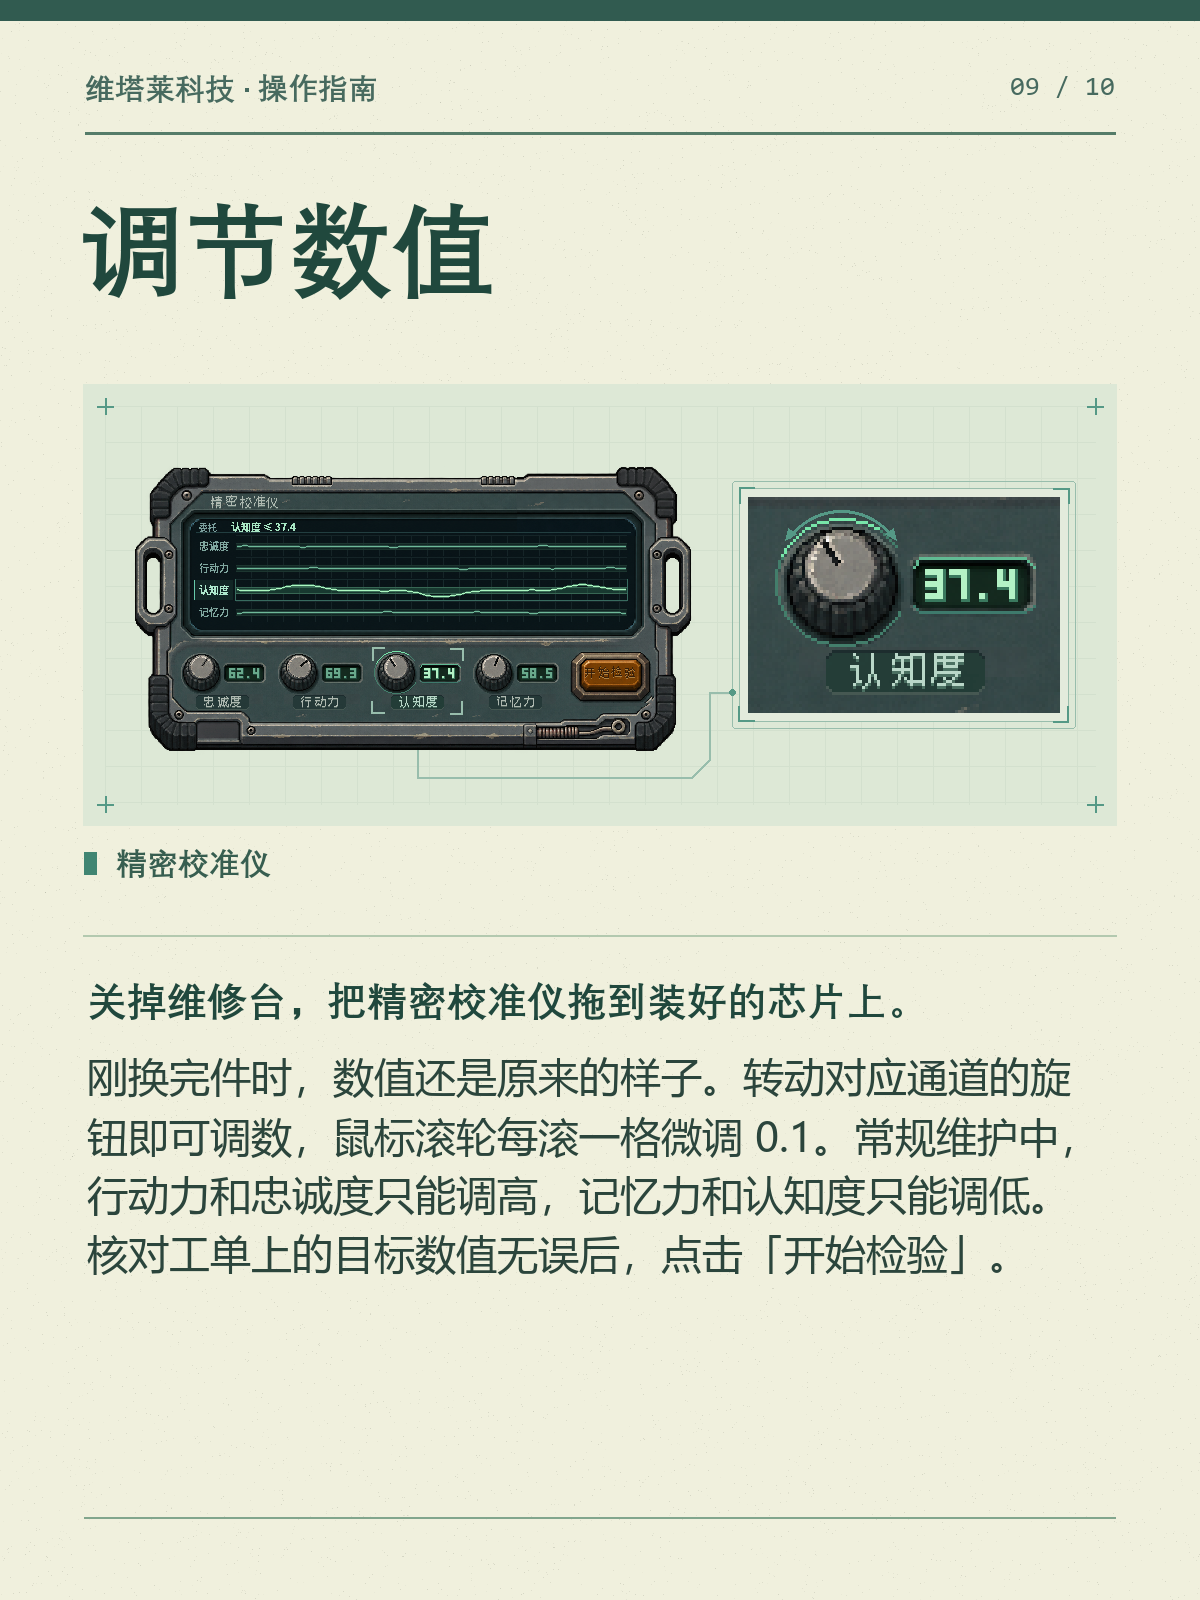 维塔莱科技 · 操作指南
09 / 10
调节数值
精密校准仪
委托 认知度 ≤ 37.4
忠诚度
行动力
认知度
记忆力
62.4
69.3
37.4
58.5
开始检验
忠诚度
行动力
认知度
记忆力
37.4
认知度
精密校准仪
关掉维修台，把精密校准仪拖到装好的芯片上。
刚换完件时，数值还是原来的样子。转动对应通道的旋
钮即可调数，鼠标滚轮每滚一格微调 0.1。常规维护中，
行动力和忠诚度只能调高，记忆力和认知度只能调低。
核对工单上的目标数值无误后，点击「开始检验」。